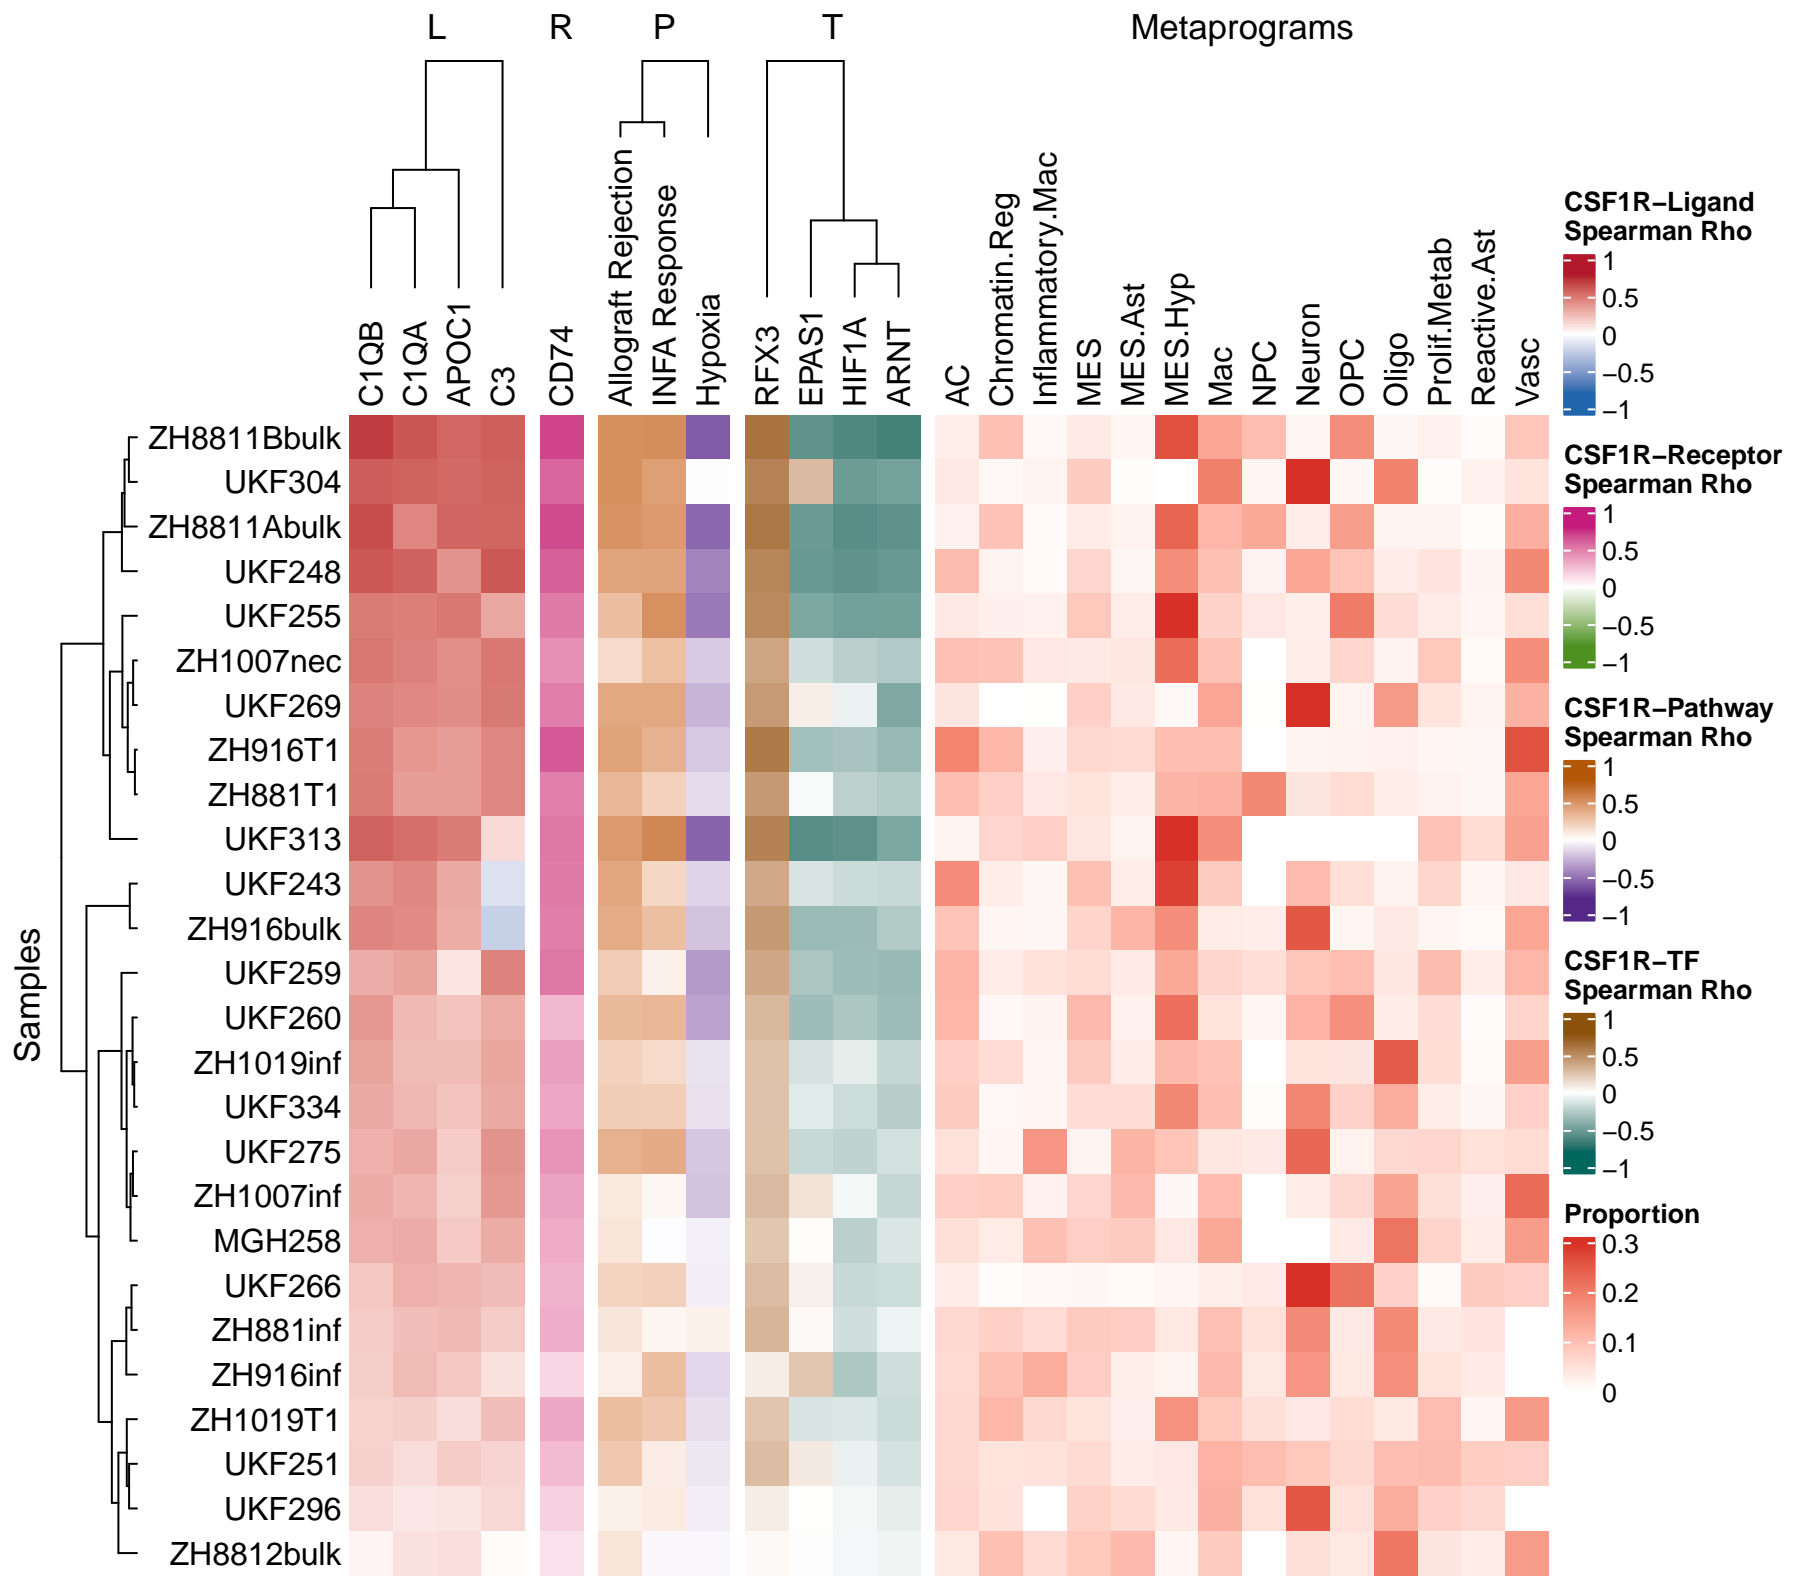 L
R
P
T
Metaprograms
C1QB
C1QA
APOC1
C3
CD74
Allograft Rejection
INFA Response
Hypoxia
RFX3
EPAS1
HIF1A
ARNT
AC
Chromatin.Reg
Inflammatory.Mac
MES
MES.Ast
MES.Hyp
Mac
NPC
Neuron
OPC
Oligo
Prolif.Metab
Reactive.Ast
Vasc
Samples
ZH8811Bbulk
UKF304
ZH8811Abulk
UKF248
UKF255
ZH1007nec
UKF269
ZH916T1
ZH881T1
UKF313
UKF243
ZH916bulk
UKF259
UKF260
ZH1019inf
UKF334
UKF275
ZH1007inf
MGH258
UKF266
ZH881inf
ZH916inf
ZH1019T1
UKF251
UKF296
ZH8812bulk
CSF1R−Ligand
Spearman Rho
1
0.5
0
−0.5
−1
CSF1R−Receptor
Spearman Rho
1
0.5
0
−0.5
−1
CSF1R−Pathway
Spearman Rho
1
0.5
0
−0.5
−1
CSF1R−TF
Spearman Rho
1
0.5
0
−0.5
−1
Proportion
0.3
0.2
0.1
0